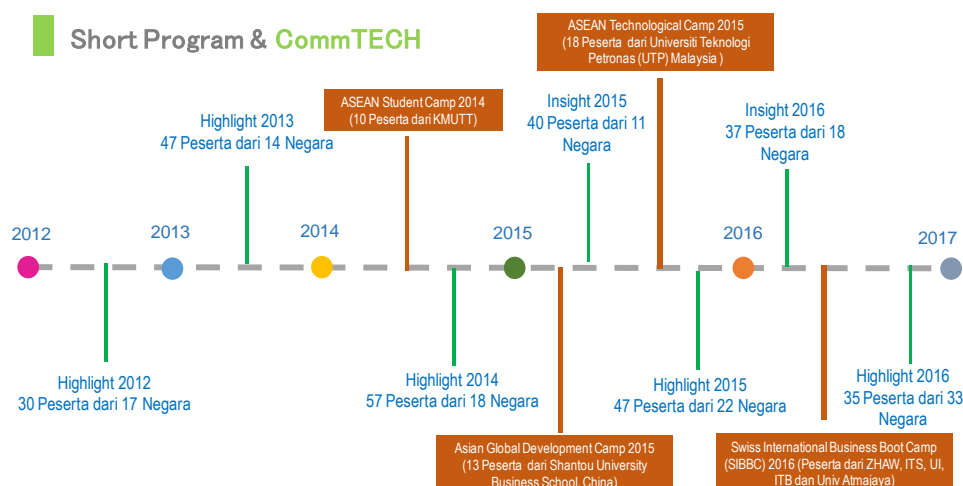 Short Program & CommTECH
ASEAN Technological Camp 2015
(18 Peserta dari Universiti Teknologi
Petronas (UTP) Malaysia )
ASEAN Student Camp 2014
(10 Peserta dari KMUTT)
Highlight 2013
47 Peserta dari 14 Negara
Insight 2015
40 Peserta dari 11
Negara
Insight 2016
37 Peserta dari 18
Negara
2012
2013
2014
2015
2016
2017
Highlight 2012
30 Peserta dari 17 Negara
Highlight 2014
57 Peserta dari 18 Negara
Highlight 2015
47 Peserta dari 22 Negara
Highlight 2016
35 Peserta dari 33
Negara
Asian Global Development Camp 2015
(13 Peserta dari Shantou University
Business School, China)
Swiss International Business Boot Camp
(SIBBC) 2016 (Peserta dari ZHAW, ITS, UI,
ITB dan Univ Atmajaya)